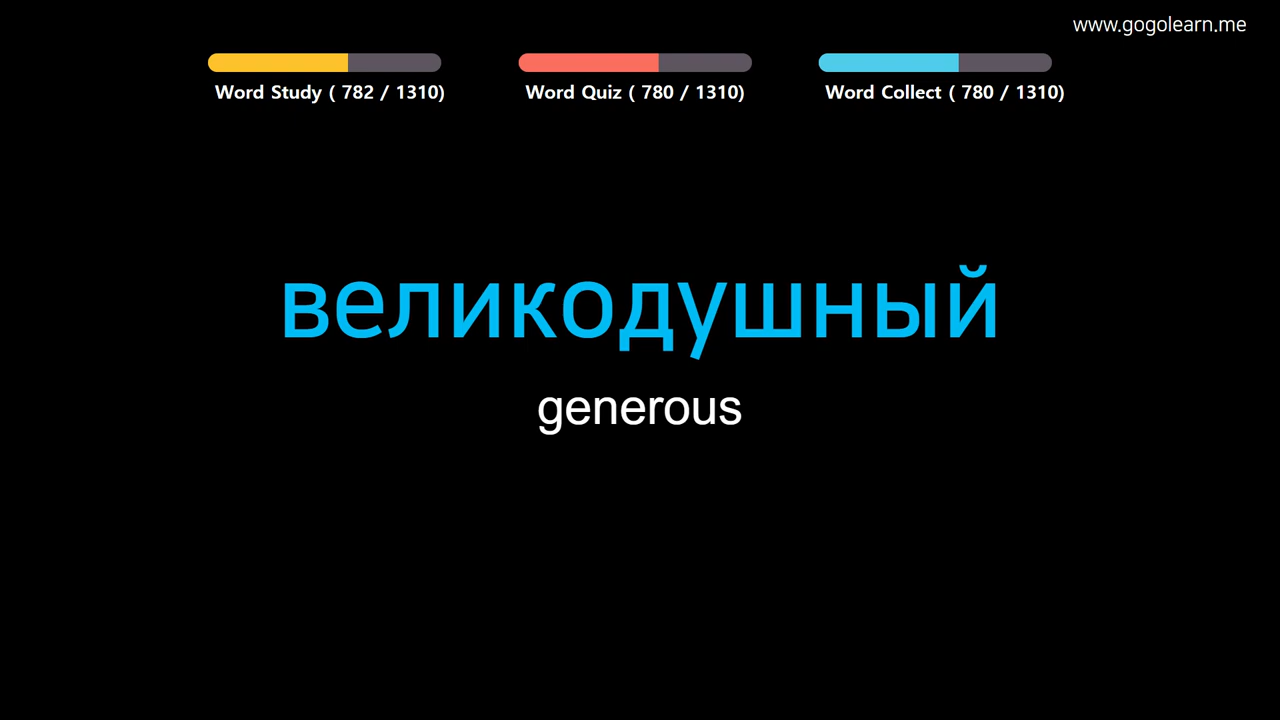 www.gogolearn.me
Word Study ( 782 / 1310)
Word Quiz ( 780 / 1310)
Word Collect ( 780 / 1310)
великодушный
generous